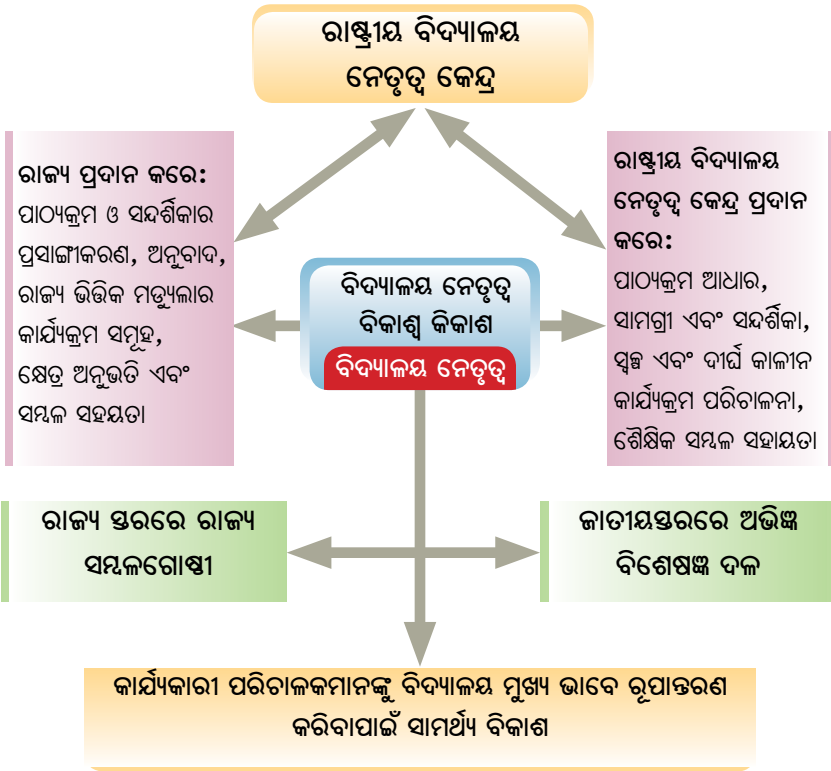 ରାଷ୍ଟ୍ରୀୟ ବିଦ୍ୟାଳୟ
ନେତୃତ୍ୱ କେନ୍ଦ୍ର
ରାଜ୍ୟ ପ୍ରଦାନ କରେ:
ପାଠ୍ୟକ୍ରମ ଓ ସନ୍ଦର୍ଶିକାର
ପ୍ରସାଙ୍ଗୀକରଣ, ଅନୁବାଦ,
ରାଜ୍ୟ ଭିତ୍ତିକ ମଡ୍ୟୁଲାର
କାର୍ଯ୍ୟକ୍ରମ ସମୂହ,
କ୍ଷେତ୍ର ଅନୁଭତି ଏବଂ
ସମ୍ବଳ ସହୟତା
ବିଦ୍ୟାଳୟ ନେତୃତ୍ୱ
ବିକାଶ୍ୱ କିକାଶ
ବିଦ୍ୟାଳୟ ନେତୃତ୍ୱ
ରାଷ୍ଟ୍ରୀୟ ବିଦ୍ୟାଳୟ
ନେତୃତ୍ୱ କେନ୍ଦ୍ର ପ୍ରଦାନ
କରେ:
ପାଠ୍ୟକ୍ରମ ଆଧାର,
ସାମଗ୍ରୀ ଏବଂ ସନ୍ଦର୍ଶିକା,
ସ୍ୱଳ୍ପ ଏବଂ ଦୀର୍ଘ କାଳୀନ
କାର୍ଯ୍ୟକ୍ରମ ପରିଚାଳନା,
ଶୈକ୍ଷିକ ସମ୍ବଳ ସହାୟତା
ରାଜ୍ୟ ସ୍ତରରେ ରାଜ୍ୟ
ସମ୍ବଳଗୋଷ୍ଠୀ
ଜାତୀୟସ୍ତରରେ ଅଭିଜ୍ଞ
ବିଶେଷଜ୍ଞ ଦଳ
କାର୍ଯ୍ୟକାରୀ ପରିଚାଳକମାନଙ୍କୁ ବିଦ୍ୟାଳୟ ମୁଖ୍ୟ ଭାବେ ରୂପାନ୍ତରଣ
କରିବାପାଇଁ ସାମର୍ଥ୍ୟ ବିକାଶ